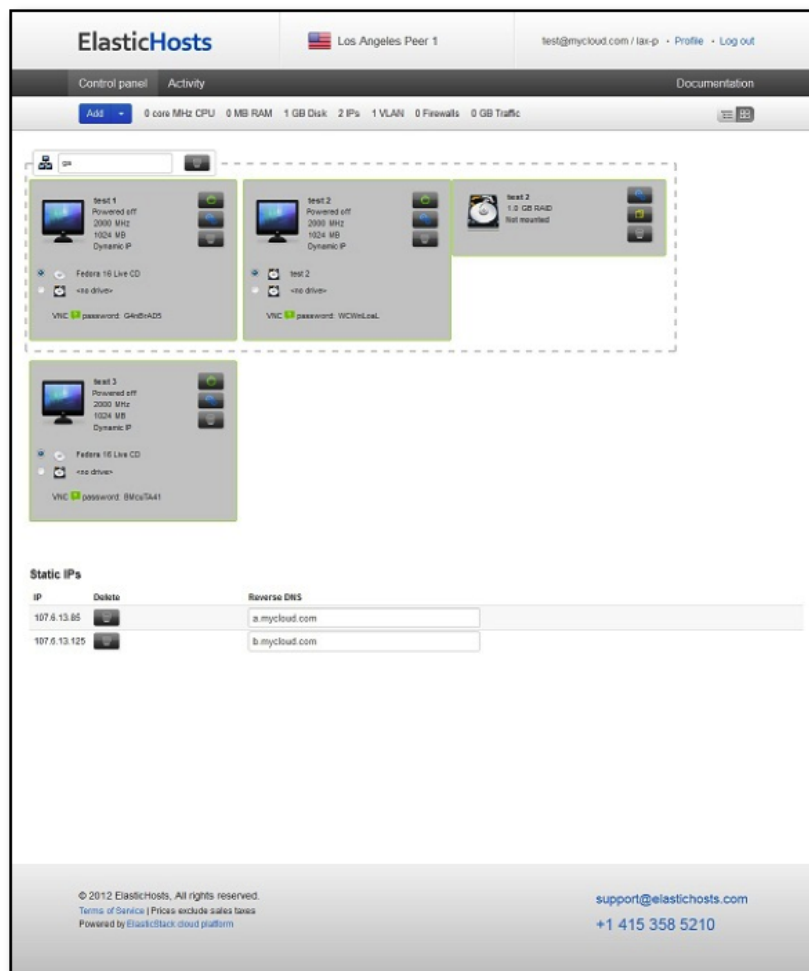 ElasticHosts
Los Angeles Peer 1
test@mycloud.com / lax-p • Profile • Log out
Control panel Activity Documentation
Add 0 core MHz CPU 0 MB RAM 1 GB Disk 2 IPs 1 VLAN 0 Firewalls 0 GB Traffic
test 1
Powered off
2000 MHz
1024 MB
Dynamic IP
Fedora 16 Live CD
<no drive>
VNC password:
test 2
Powered off
2000 MHz
1024 MB
Dynamic IP
test 2
<no drive>
VNC password:
test 2
1.0 GB RAID
Not mounted
test 3
Powered off
2000 MHz
1024 MB
Dynamic IP
Fedora 16 Live CD
<no drive>
VNC password:
Static IPs
IP Delete Reverse DNS
107.6.13.85 a.mycloud.com
107.6.13.125 b.mycloud.com
© 2012 ElasticHosts, All rights reserved.
Terms of Service | Prices exclude sales taxes
Powered by ElasticStack cloud platform
support@elastichosts.com
+1 415 358 5210